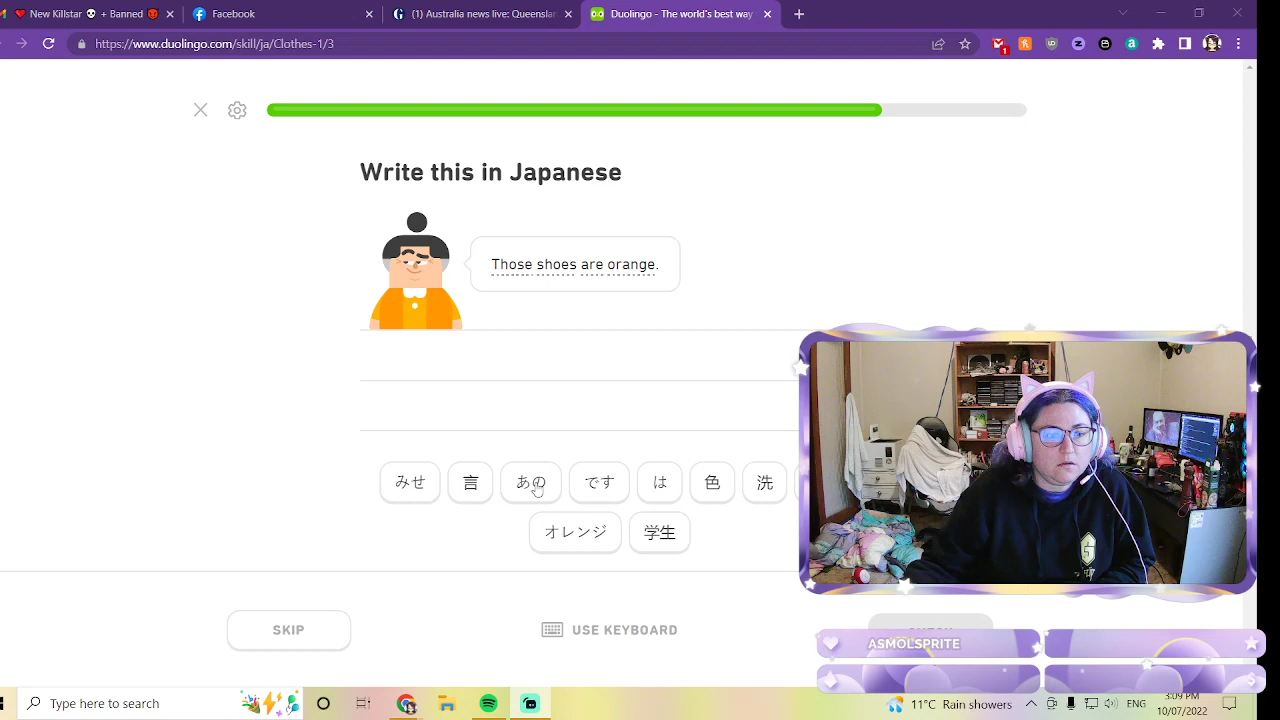 New Killstar 🖤 + Banned 👹
Facebook
(1) Australia news live: Queenslan
Duolingo - The world's best way
https://www.duolingo.com/skill/ja/Clothes-1/3
Write this in Japanese
Those shoes are orange.
みせ 言 あの です は 色 洗
オレンジ 学生
SKIP
USE KEYBOARD
ASMOLSPRITE
Type here to search
11°C Rain showers
ENG
3:09 PM
10/07/2022